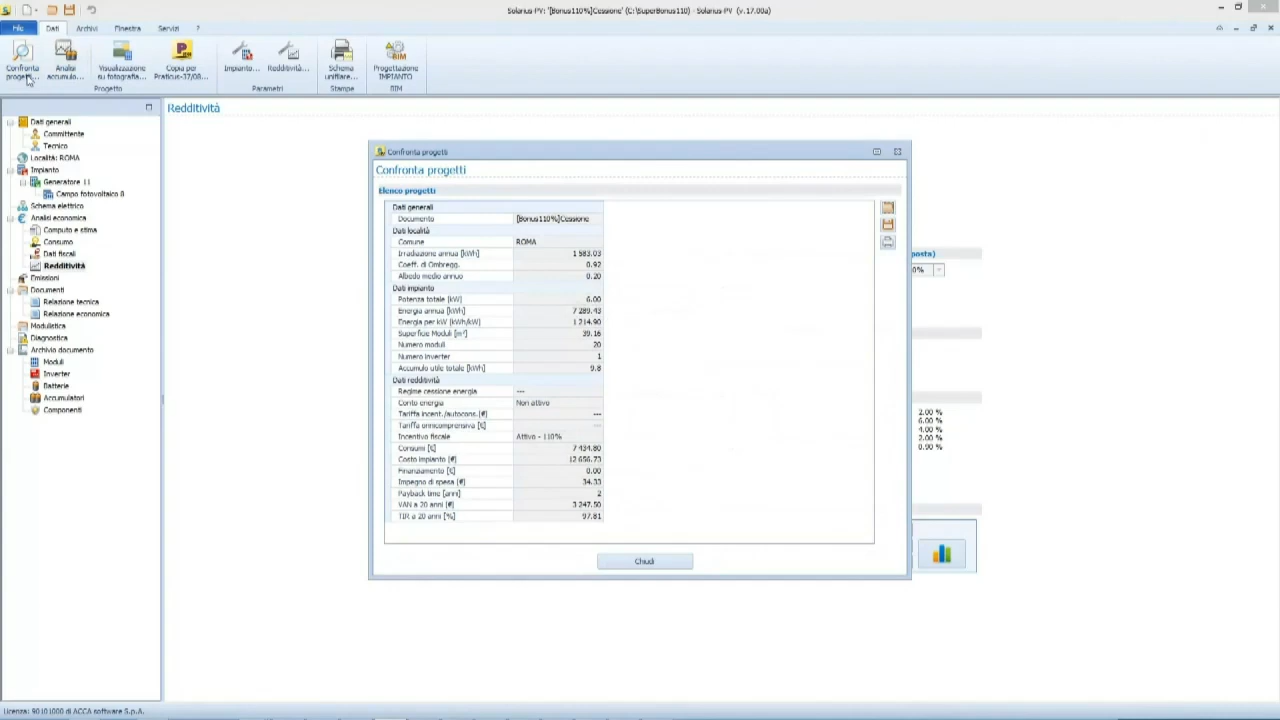 Solarius-PV: '[Bonus110%]Cessione' (C:\SuperBonus110) - Solarius-PV (v.17.00a)
File Dati Archivi Finestra Servizi ?
Confronta progetti...
Analisi accumulo...
Visualizzazione su fotografia...
Copia per Praticus-37/08...
Impianto...
Redditività...
Schema unifilare...
Progettazione IMPIANTO
Progetto Parametri Stampe BIM
Dati generali
Committente
Tecnico
Località: ROMA
Impianto
Generatore 11
Campo fotovoltaico 8
Schema elettrico
Analisi economica
Computo e stima
Consumo
Dati fiscali
Redditività
Emissioni
Documenti
Relazione tecnica
Relazione economica
Modulistica
Diagnostica
Archivio documento
Moduli
Inverter
Batterie
Accumulatori
Componenti
Redditività
Confronta progetti
Confronta progetti
Elenco progetti
Dati generali
Documento [Bonus110%]Cessione
Dati località
Comune ROMA
Irradiazione annua [kWh] 1 583.03
Coeff. di Ombregg. 0.92
Albedo medio annuo 0.20
Dati impianto
Potenza totale [kW] 6.00
Energia annua [kWh] 7 289.43
Energia per kW [kWh/kW] 1 214.90
Superficie Moduli [m²] 39.16
Numero moduli 20
Numero inverter 1
Accumulo utile totale [kWh] 9.8
Dati redditività
Regime cessione energia ---
Conto energia Non attivo
Tariffa incent./autocons.[€] ---
Tariffa onnicomprensiva [€] ---
Incentivo fiscale Attivo - 110%
Consumi [€] 7 434.80
Costo impianto [€] 12 656.73
Finanziamento [€] 0.00
Impegno di spesa [€] 34.33
Payback time [anni] 2
VAN a 20 anni [€] 3 247.50
TIR a 20 anni [%] 97.81
Chiudi
posta)
0%
2.00 %
6.00 %
4.00 %
2.00 %
0.90 %
Licenza: 90101000 di ACCA software S.p.A.